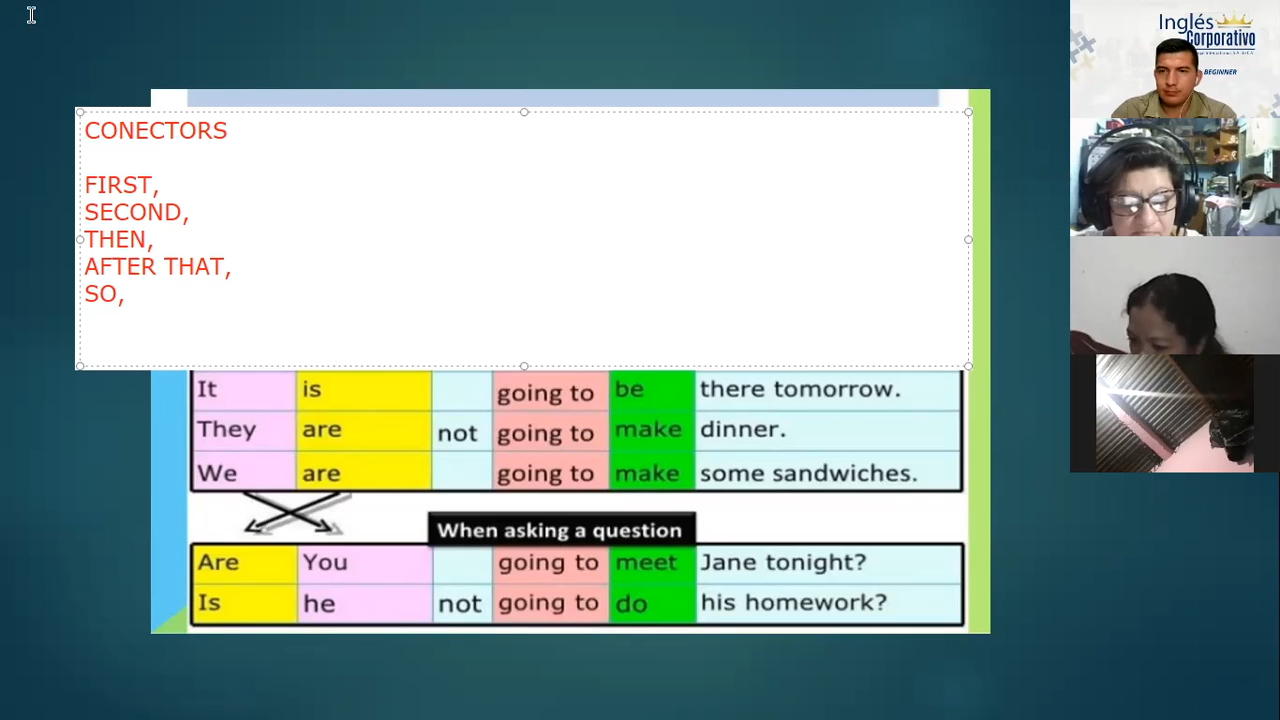 Inglés
Corporativo
BEGINNER
CONECTORS
FIRST,
SECOND,
THEN,
AFTER THAT,
SO,
It is going to be there tomorrow.
They are not going to make dinner.
We are going to make some sandwiches.
When asking a question
Are You going to meet Jane tonight?
Is he not going to do his homework?